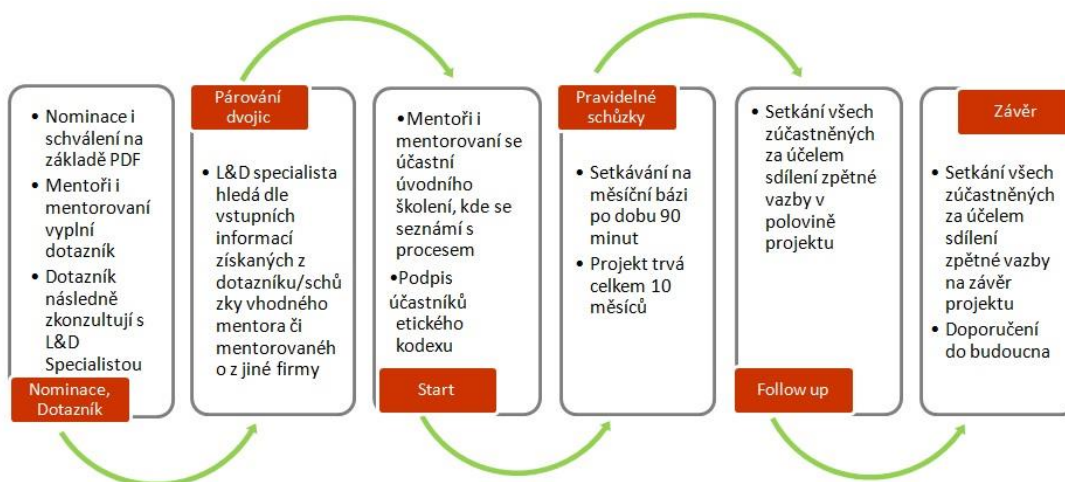 • Nominace i
schválení na
základě PDF
• Mentoři i
mentorovaní
vyplní
dotazník
• Dotazník
následně
zkonzultují s
L&D
Specialistou
Nominace,
Dotazník
Párování
dvojic
• L&D specialista
hledá dle
vstupních
informací
získaných z
dotazníku/schů
zky vhodného
mentora či
mentorovanéh
o z jiné firmy
•Mentoři i
mentorovaní se
účastní
úvodního
školení, kde se
seznámí s
procesem
•Podpis
účastníků
etického
kodexu
Start
Pravidelné
schůzky
• Setkávání na
měsíční bázi
po dobu 90
minut
• Projekt trvá
celkem 10
měsíců
• Setkání všech
zúčastněných
za účelem
sdílení zpětné
vazby v
polovině
projektu
Follow up
Závěr
• Setkání všech
zúčastněných
za účelem
sdílení
zpětné vazby
na závěr
projektu
• Doporučení
do budoucna